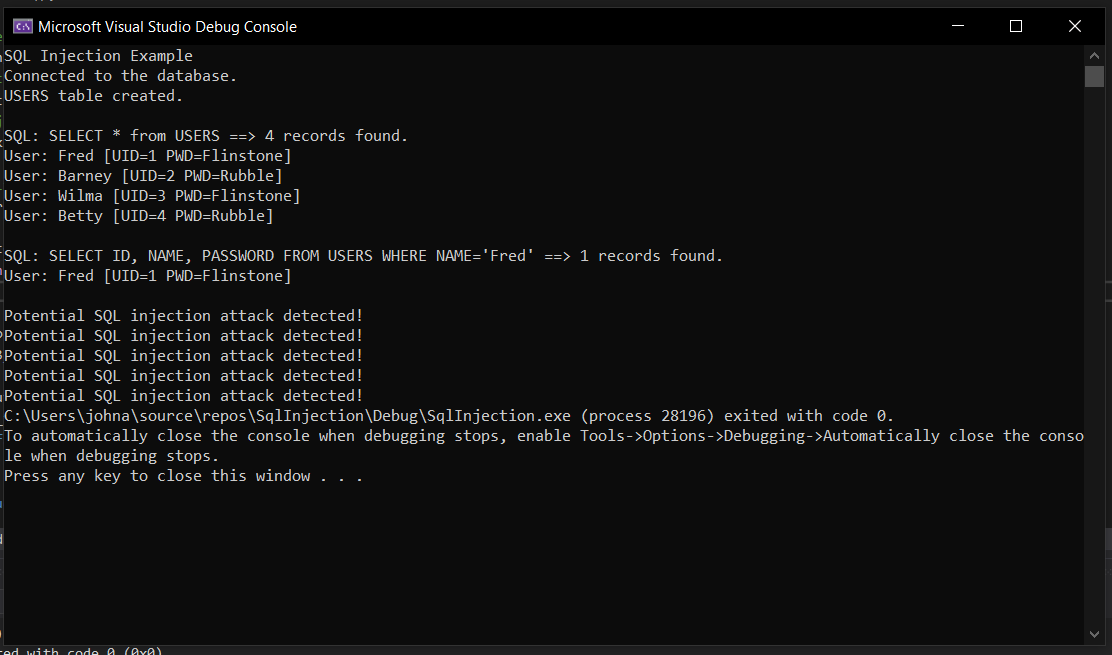 Microsoft Visual Studio Debug Console
SQL Injection Example
Connected to the database.
USERS table created.
SQL: SELECT * from USERS ==> 4 records found.
User: Fred [UID=1 PWD=Flinstone]
User: Barney [UID=2 PWD=Rubble]
User: Wilma [UID=3 PWD=Flinstone]
User: Betty [UID=4 PWD=Rubble]
SQL: SELECT ID, NAME, PASSWORD FROM USERS WHERE NAME='Fred' ==> 1 records found.
User: Fred [UID=1 PWD=Flinstone]
Potential SQL injection attack detected!
Potential SQL injection attack detected!
Potential SQL injection attack detected!
Potential SQL injection attack detected!
Potential SQL injection attack detected!
C:\Users\johna\source\repos\SqlInjection\Debug\SqlInjection.exe (process 28196) exited with code 0.
To automatically close the console when debugging stops, enable Tools->Options->Debugging->Automatically close the conso
le when debugging stops.
Press any key to close this window . . .
with code 0 (0x0)